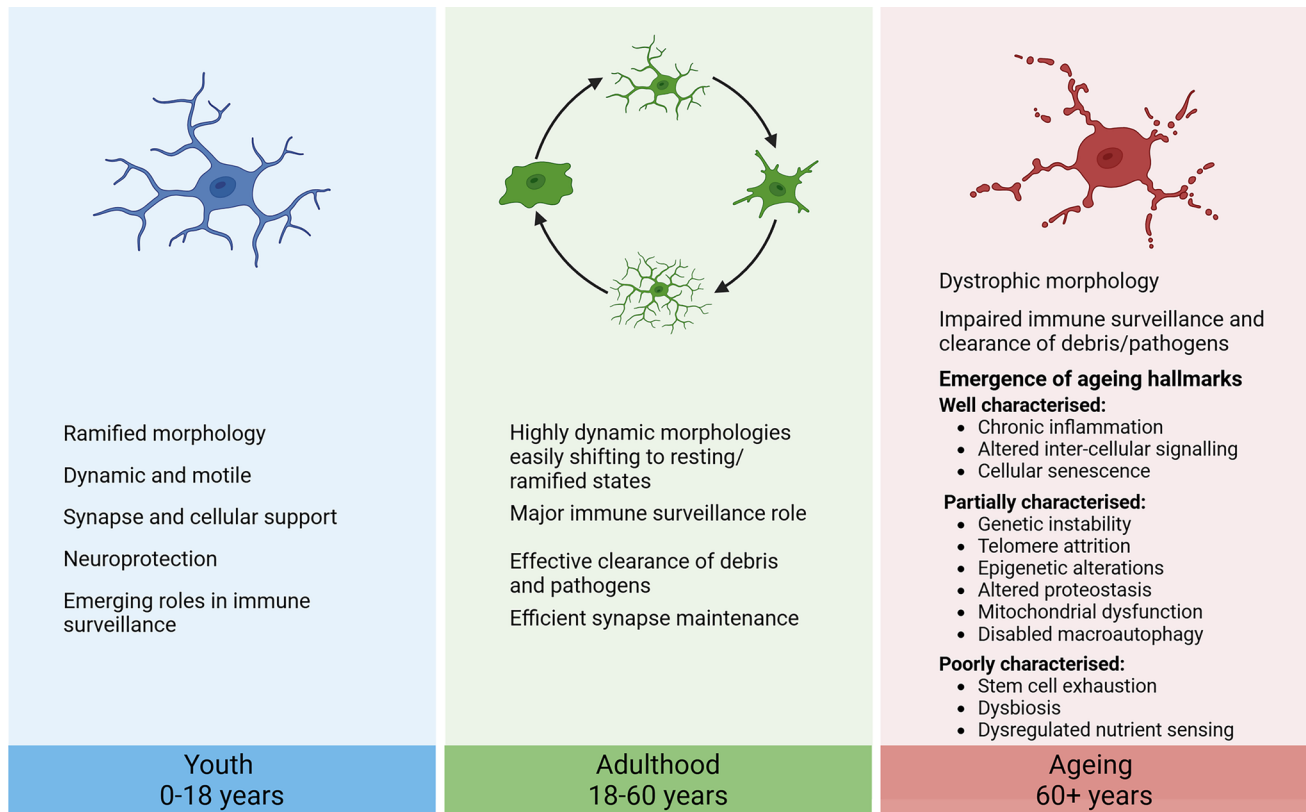 Ramified morphology
Dynamic and motile
Synapse and cellular support
Neuroprotection
Emerging roles in immune
surveillance
Youth
0-18 years
Highly dynamic morphologies
easily shifting to resting/
ramified states
Major immune surveillance role
Effective clearance of debris
and pathogens
Efficient synapse maintenance
Adulthood
18-60 years
Dystrophic morphology
Impaired immune surveillance and
clearance of debris/pathogens
Emergence of ageing hallmarks
Well characterised:
• Chronic inflammation
• Altered inter-cellular signalling
• Cellular senescence
Partially characterised:
• Genetic instability
• Telomere attrition
• Epigenetic alterations
• Altered proteostasis
• Mitochondrial dysfunction
• Disabled macroautophagy
Poorly characterised:
• Stem cell exhaustion
• Dysbiosis
• Dysregulated nutrient sensing
Ageing
60+ years